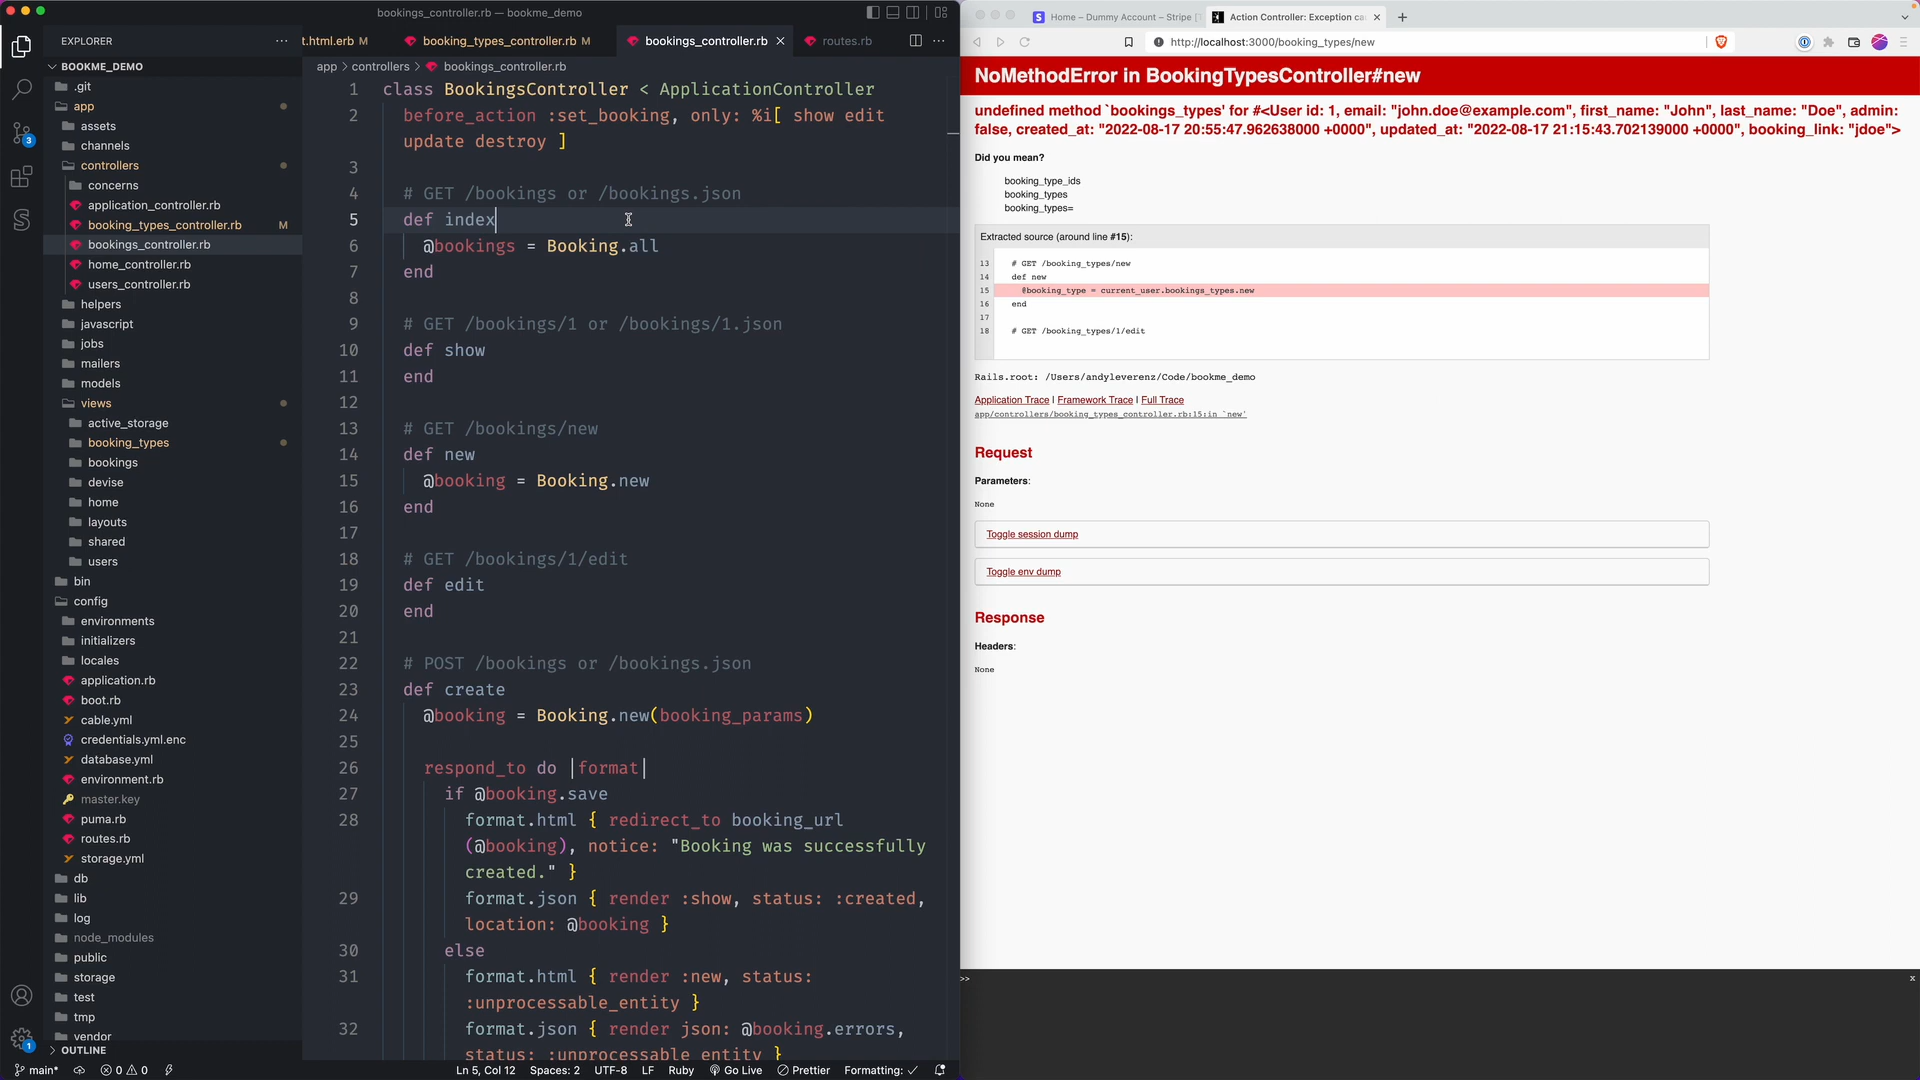 bookings_controller.rb — bookme_demo
EXPLORER
BOOKME_DEMO
.git
app
assets
channels
controllers
concerns
application_controller.rb
booking_types_controller.rb M
bookings_controller.rb
home_controller.rb
users_controller.rb
helpers
javascript
jobs
mailers
models
views
active_storage
booking_types
bookings
devise
home
layouts
shared
users
bin
config
environments
initializers
locales
application.rb
boot.rb
cable.yml
credentials.yml.enc
database.yml
environment.rb
master.key
puma.rb
routes.rb
storage.yml
db
lib
log
node_modules
public
storage
test
tmp
vendor
OUTLINE
3
1
t.html.erb M booking_types_controller.rb M bookings_controller.rb routes.rb
app > controllers > bookings_controller.rb
1 class BookingsController < ApplicationController
2 before_action :set_booking, only: %i[ show edit
update destroy ]
3
4 # GET /bookings or /bookings.json
5 def index
6 @bookings = Booking.all
7 end
8
9 # GET /bookings/1 or /bookings/1.json
10 def show
11 end
12
13 # GET /bookings/new
14 def new
15 @booking = Booking.new
16 end
17
18 # GET /bookings/1/edit
19 def edit
20 end
21
22 # POST /bookings or /bookings.json
23 def create
24 @booking = Booking.new(booking_params)
25
26 respond_to do |format|
27 if @booking.save
28 format.html { redirect_to booking_url
(@booking), notice: "Booking was successfully
created." }
29 format.json { render :show, status: :created,
location: @booking }
30 else
31 format.html { render :new, status:
:unprocessable_entity }
32 format.json { render json: @booking.errors,
status: :unprocessable_entity }
main* 0 0 Ln 5, Col 12 Spaces: 2 UTF-8 LF Ruby Go Live Prettier Formatting: ✓
Home – Dummy Account – Stripe [ Action Controller: Exception ca
http://localhost:3000/booking_types/new
NoMethodError in BookingTypesController#new
undefined method `bookings_types' for #<User id: 1, email: "john.doe@example.com", first_name: "John", last_name: "Doe", admin:
false, created_at: "2022-08-17 20:55:47.962638000 +0000", updated_at: "2022-08-17 21:15:43.702139000 +0000", booking_link: "jdoe">
Did you mean?
booking_type_ids
booking_types
booking_types=
Extracted source (around line #15):
13 # GET /booking_types/new
14 def new
15 @booking_type = current_user.bookings_types.new
16 end
17
18 # GET /booking_types/1/edit
Rails.root: /Users/andyleverenz/Code/bookme_demo
Application Trace | Framework Trace | Full Trace
app/controllers/booking_types_controller.rb:15:in `new'
Request
Parameters:
None
Toggle session dump
Toggle env dump
Response
Headers:
None
>> x